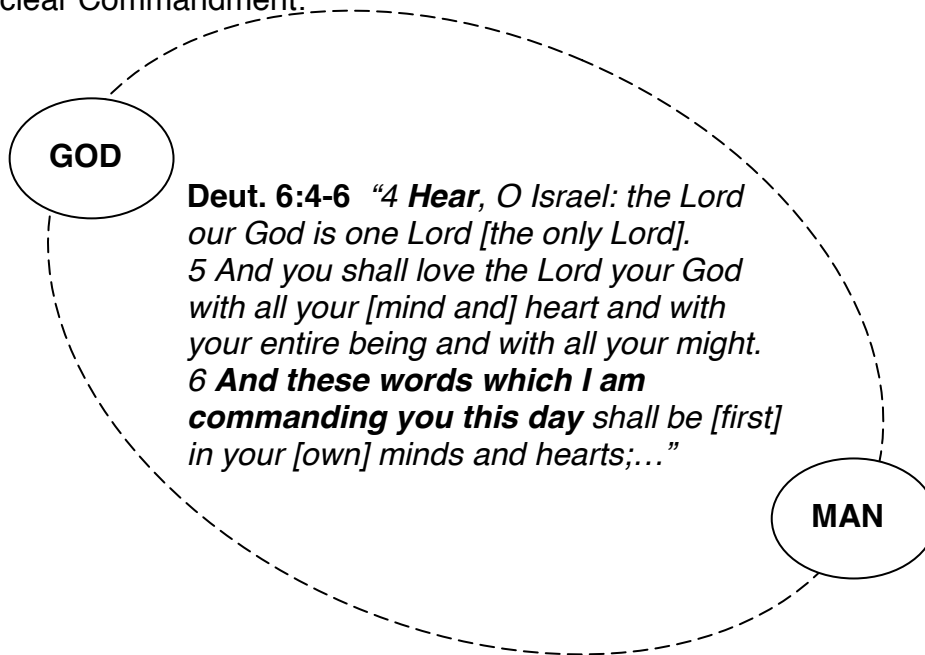 clear Commandment:
GOD
Deut. 6:4-6 “4 Hear, O Israel: the Lord
our God is one Lord [the only Lord].
5 And you shall love the Lord your God
with all your [mind and] heart and with
your entire being and with all your might.
6 And these words which I am
commanding you this day shall be [first]
in your [own] minds and hearts;…”
MAN